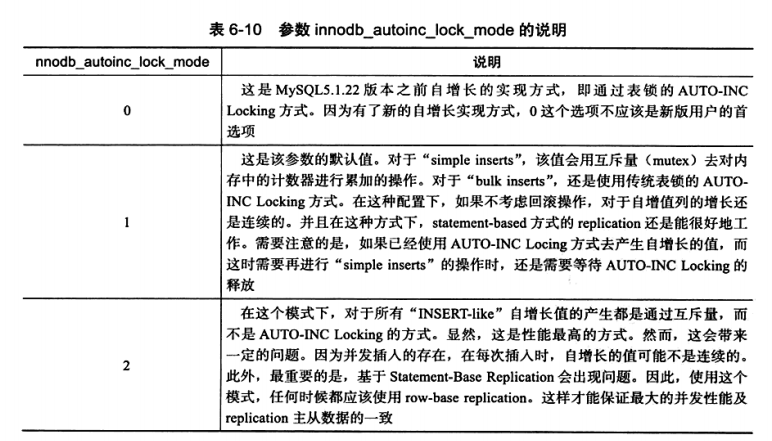 表 6-10 参数 innodb_autoinc_lock_mode 的说明
nnodb_autoinc_lock_mode 说明
0
这是 MySQL5.1.22 版本之前自增长的实现方式，即通过表锁的 AUTO-INC
Locking 方式。因为有了新的自增长实现方式，0 这个选项不应该是新版用户的首
选项
1
这是该参数的默认值。对于“simple inserts”，该值会用互斥量（mutex）去对内
存中的计数器进行累加的操作。对于“bulk inserts”，还是使用传统表锁的 AUTO-
INC Locking 方式。在这种配置下，如果不考虑回滚操作，对于自增值列的增长还
是连续的。并且在这种方式下，statement-based 方式的 replication 还是能很好地工
作。需要注意的是，如果已经使用 AUTO-INC Locing 方式去产生自增长的值，而
这时需要再进行“simple inserts”的操作时，还是需要等待 AUTO-INC Locking 的
释放
2
在这个模式下，对于所有“INSERT-like”自增长值的产生都是通过互斥量，而
不是 AUTO-INC Locking 的方式。显然，这是性能最高的方式。然而，这会带来
一定的问题。因为并发插入的存在，在每次插入时，自增长的值可能不是连续的。
此外，最重要的是，基于 Statement-Base Replication 会出现问题。因此，使用这个
模式，任何时候都应该使用 row-base replication。这样才能保证最大的并发性能及
replication 主从数据的一致